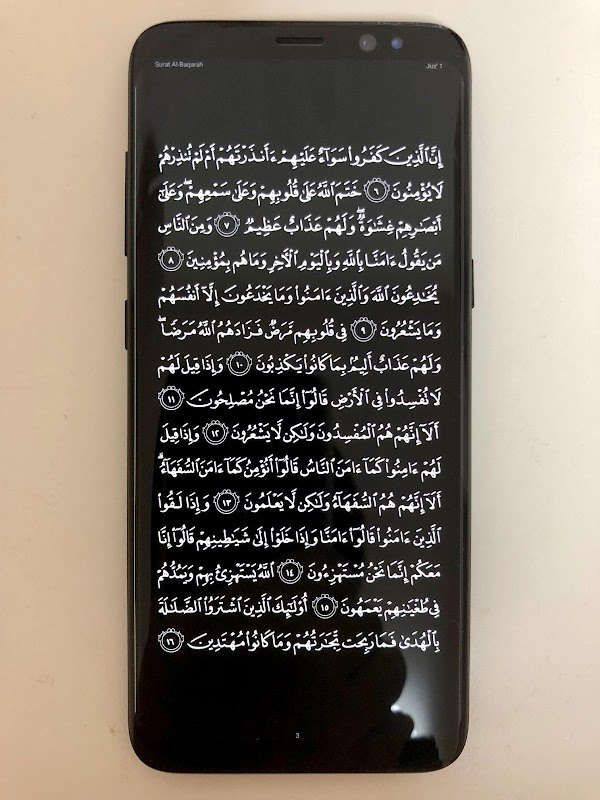 Surat Al-Baqarah
Juz' 1
إِنَّ ٱلَّذِينَ كَفَرُوا۟ سَوَآءٌ عَلَيْهِمْ ءَأَنذَرْتَهُمْ أَمْ لَمْ تُنذِرْهُمْ
لَا يُؤْمِنُونَ ٦ خَتَمَ ٱللَّهُ عَلَىٰ قُلُوبِهِمْ وَعَلَىٰ سَمْعِهِمْ ۖ وَعَلَىٰٓ
أَبْصَٰرِهِمْ غِشَٰوَةٌ ۖ وَلَهُمْ عَذَابٌ عَظِيمٌ ٧ وَمِنَ ٱلنَّاسِ
مَن يَقُولُ ءَامَنَّا بِٱللَّهِ وَبِٱلْيَوْمِ ٱلْءَاخِرِ وَمَا هُم بِمُؤْمِنِينَ ٨
يُخَٰدِعُونَ ٱللَّهَ وَٱلَّذِينَ ءَامَنُوا۟ وَمَا يَخْدَعُونَ إِلَّآ أَنفُسَهُمْ
وَمَا يَشْعُرُونَ ٩ فِى قُلُوبِهِم مَّرَضٌ فَزَادَهُمُ ٱللَّهُ مَرَضًا ۖ
وَلَهُمْ عَذَابٌ أَلِيمٌۢ بِمَا كَانُوا۟ يَكْذِبُونَ ١٠ وَإِذَا قِيلَ لَهُمْ
لَا تُفْسِدُوا۟ فِى ٱلْأَرْضِ قَالُوٓا۟ إِنَّمَا نَحْنُ مُصْلِحُونَ ١١
أَلَآ إِنَّهُمْ هُمُ ٱلْمُفْسِدُونَ وَلَٰكِن لَّا يَشْعُرُونَ ١٢ وَإِذَا قِيلَ
لَهُمْ ءَامِنُوا۟ كَمَآ ءَامَنَ ٱلنَّاسُ قَالُوٓا۟ أَنُؤْمِنُ كَمَآ ءَامَنَ ٱلسُّفَهَآءُ ۗ
أَلَآ إِنَّهُمْ هُمُ ٱلسُّفَهَآءُ وَلَٰكِن لَّا يَعْلَمُونَ ١٣ وَإِذَا لَقُوا۟
ٱلَّذِينَ ءَامَنُوا۟ قَالُوٓا۟ ءَامَنَّا وَإِذَا خَلَوْا۟ إِلَىٰ شَيَٰطِينِهِمْ قَالُوٓا۟ إِنَّا
مَعَكُمْ إِنَّمَا نَحْنُ مُسْتَهْزِءُونَ ١٤ ٱللَّهُ يَسْتَهْزِئُ بِهِمْ وَيَمُدُّهُمْ
فِى طُغْيَٰنِهِمْ يَعْمَهُونَ ١٥ أُو۟لَٰٓئِكَ ٱلَّذِينَ ٱشْتَرَوُا۟ ٱلضَّلَٰلَةَ
بِٱلْهُدَىٰ فَمَا رَبِحَت تِّجَٰرَتُهُمْ وَمَا كَانُوا۟ مُهْتَدِينَ ١٦
3